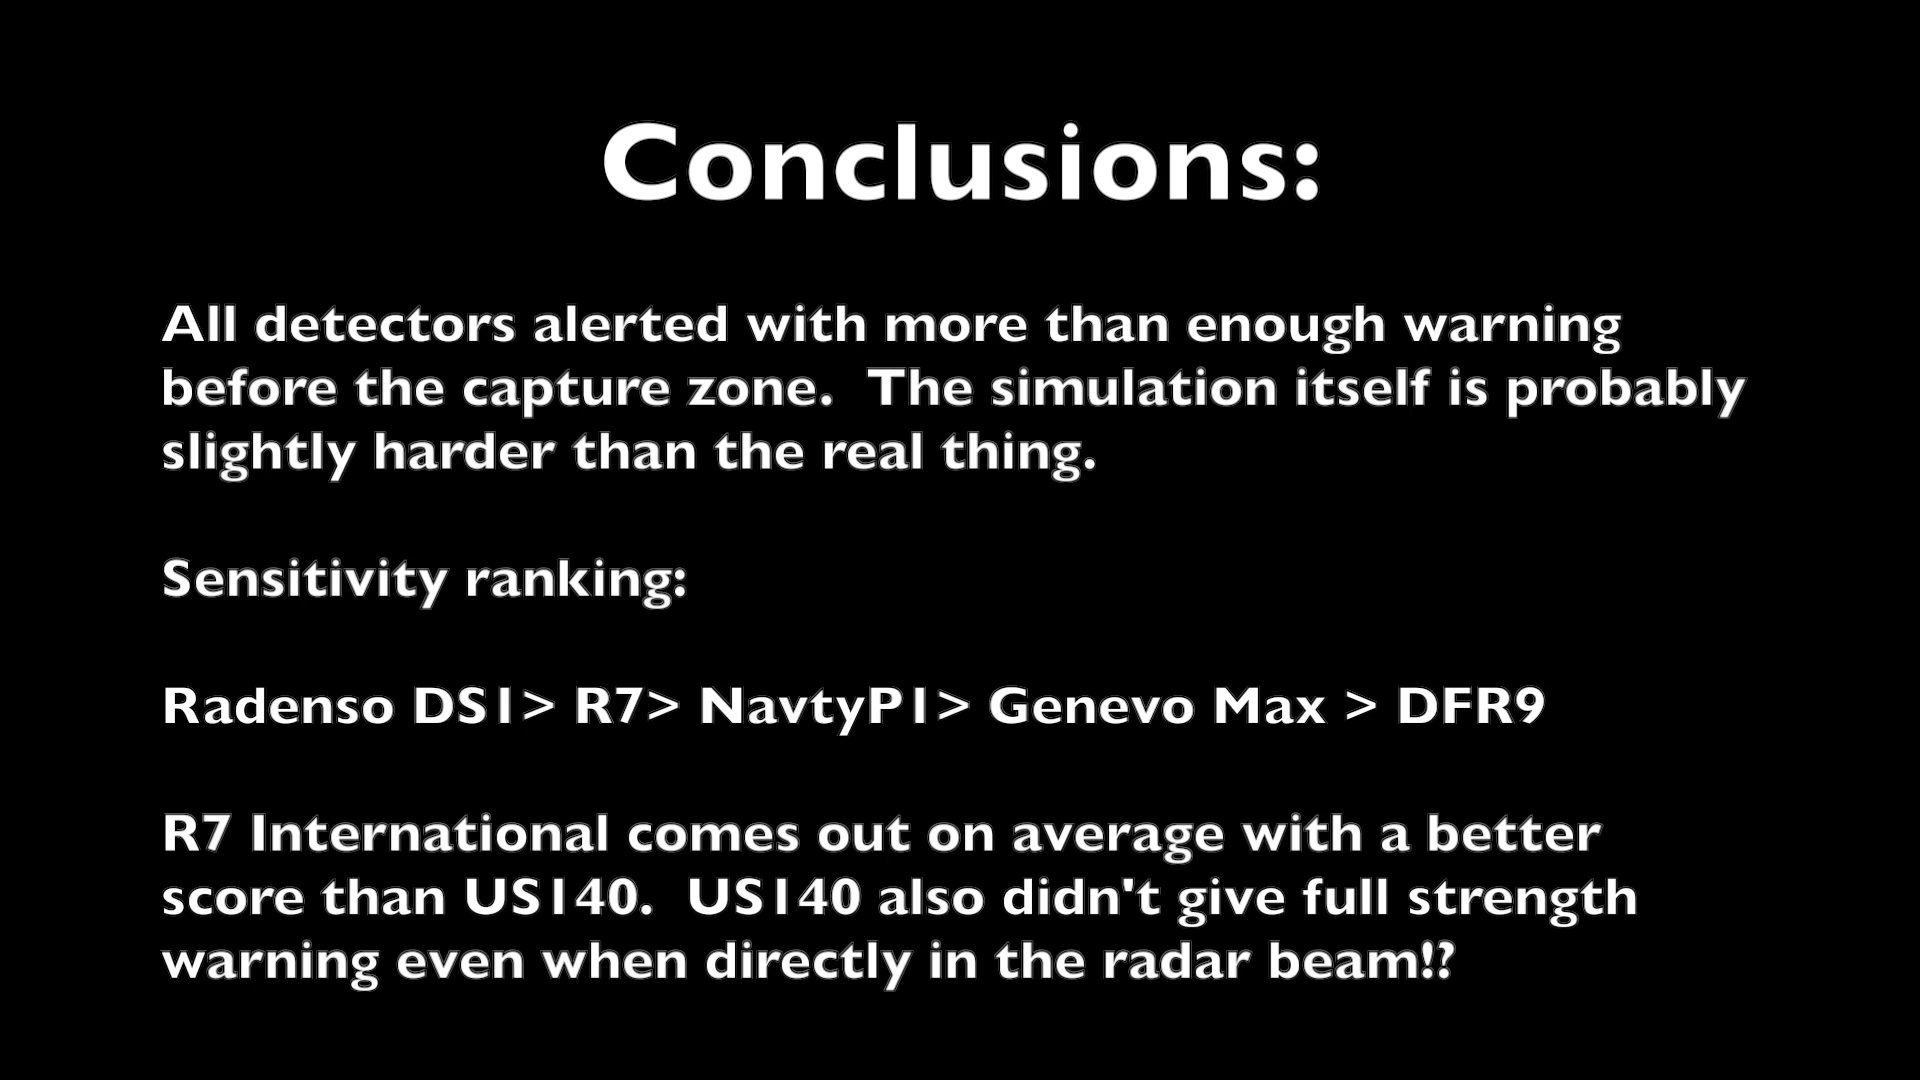 Conclusions:
All detectors alerted with more than enough warning
before the capture zone.  The simulation itself is probably
slightly harder than the real thing.
Sensitivity ranking:
Radenso DS1> R7> NavtyP1> Genevo Max > DFR9
R7 International comes out on average with a better
score than US140.  US140 also didn't give full strength
warning even when directly in the radar beam!?